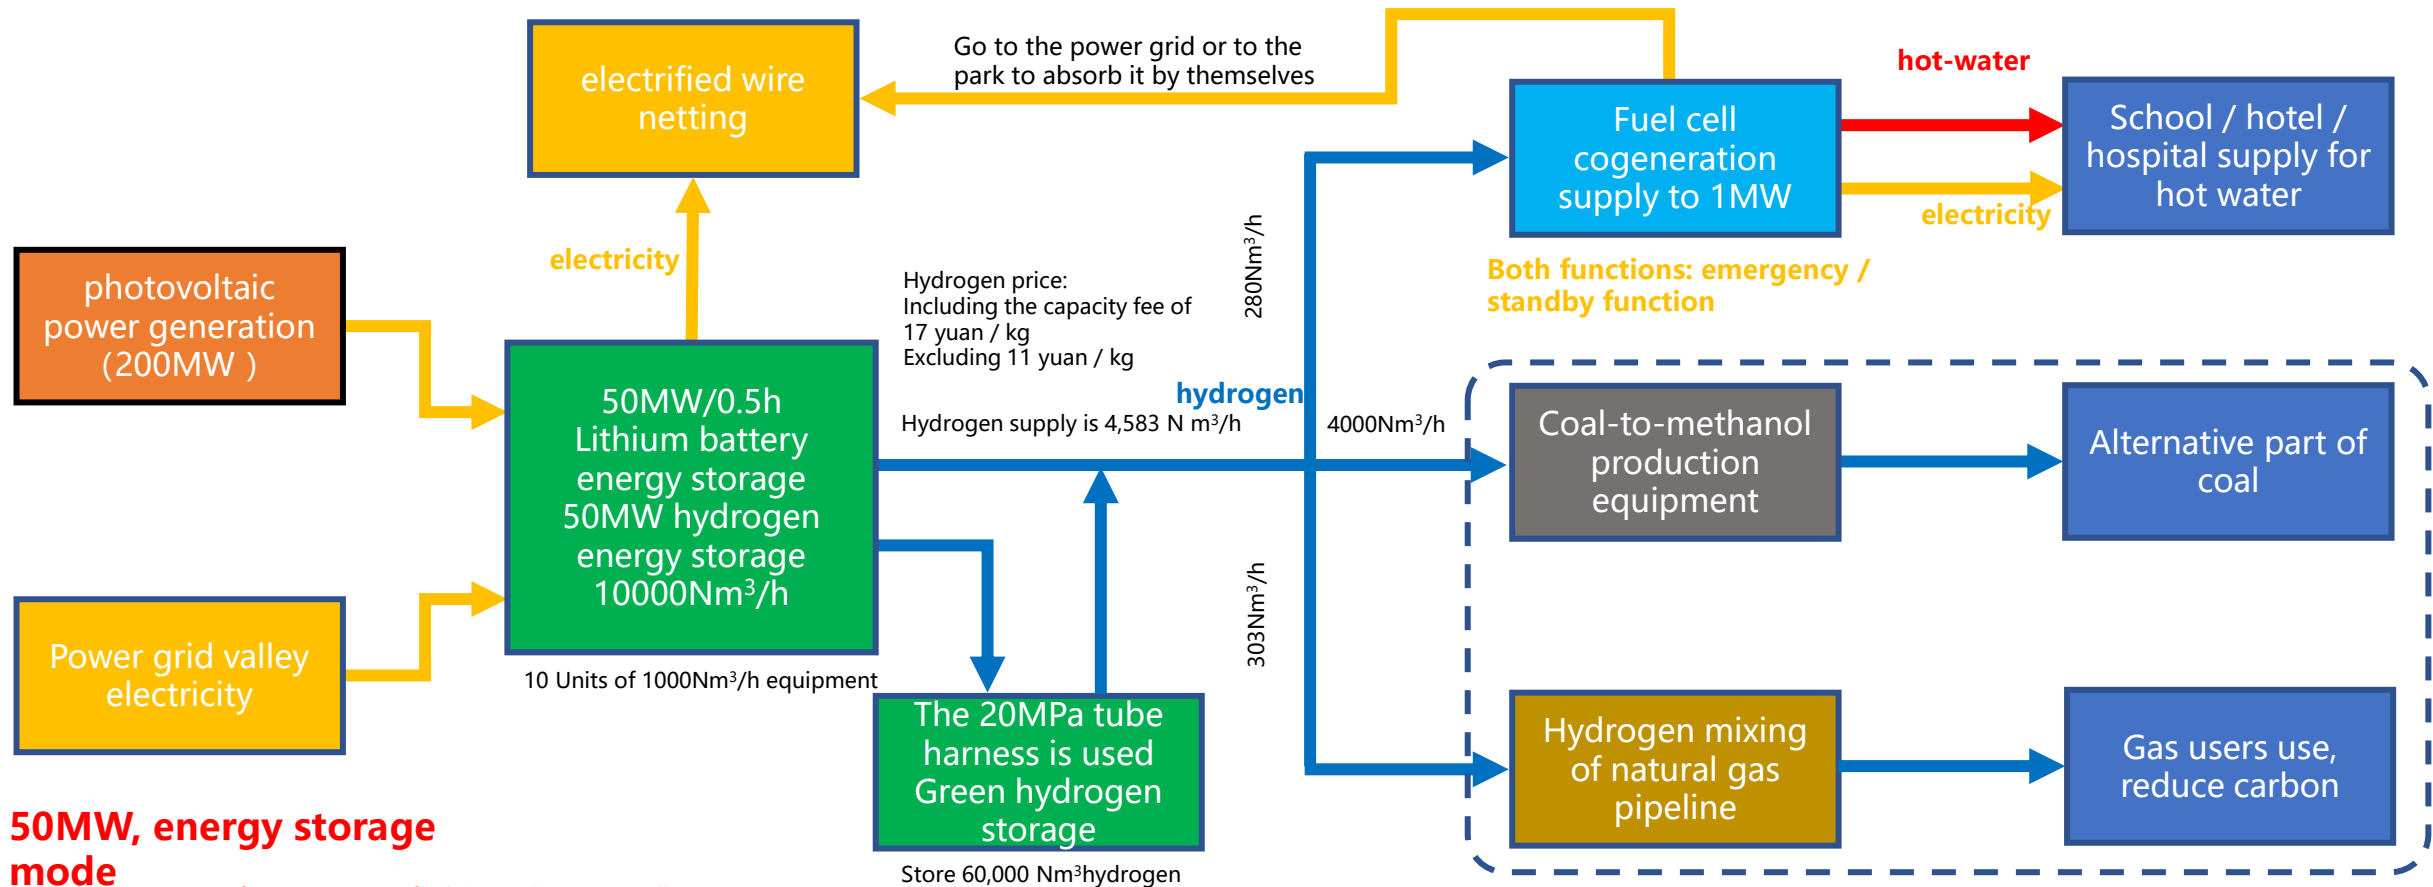 electrified wire
netting
Go to the power grid or to the
park to absorb it by themselves
hot-water
Fuel cell
cogeneration
supply to 1MW
School / hotel /
hospital supply for
hot water
electricity
Both functions: emergency /
standby function
electricity
photovoltaic
power generation
(200MW )
Hydrogen price:
Including the capacity fee of
17 yuan / kg
Excluding 11 yuan / kg
280Nm³/h
hydrogen
Hydrogen supply is 4,583 N m³/h
4000Nm³/h
50MW/0.5h
Lithium battery
energy storage
50MW hydrogen
energy storage
10000Nm³/h
Coal-to-methanol
production
equipment
Alternative part of
coal
303Nm³/h
Power grid valley
electricity
10 Units of 1000Nm³/h equipment
The 20MPa tube
harness is used
Green hydrogen
storage
Store 60,000 Nm³hydrogen
Hydrogen mixing
of natural gas
pipeline
Gas users use,
reduce carbon
50MW, energy storage
mode